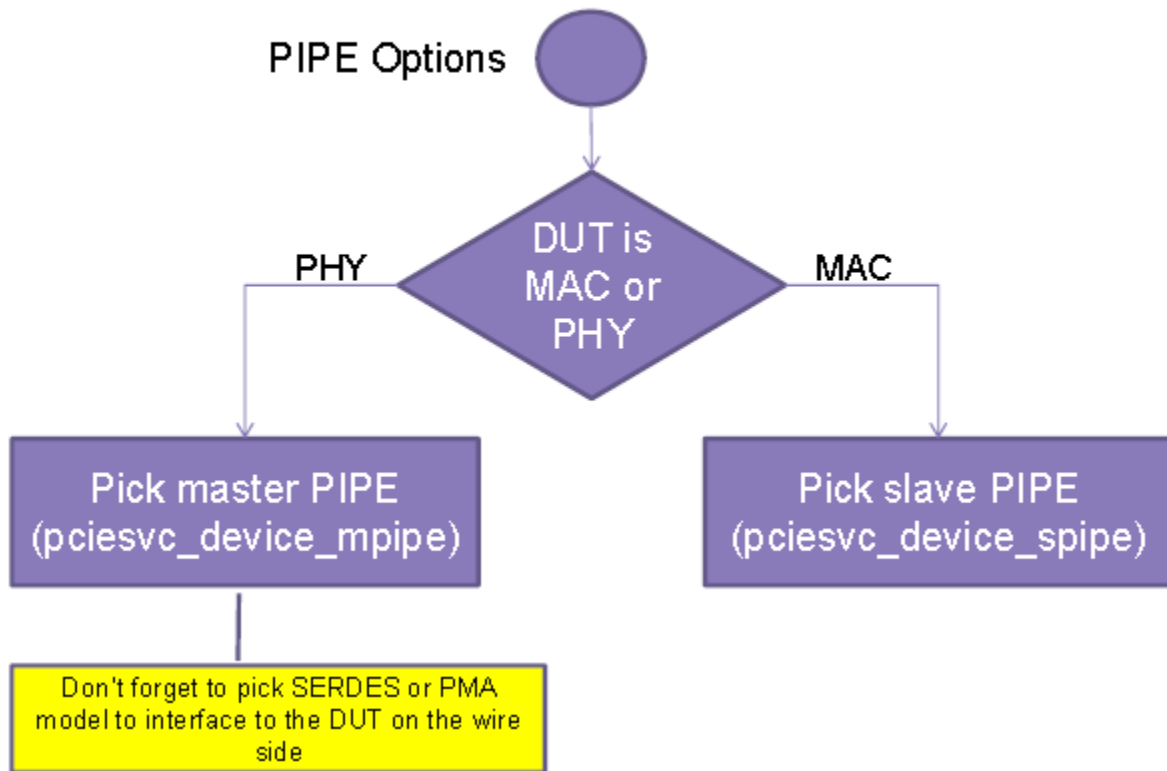 PIPE Options
DUT is
MAC or
PHY
PHY
MAC
Pick master PIPE
(pciesvc_device_mpipe)
Pick slave PIPE
(pciesvc_device_spipe)
Don't forget to pick SERDES or PMA
model to interface to the DUT on the wire
side